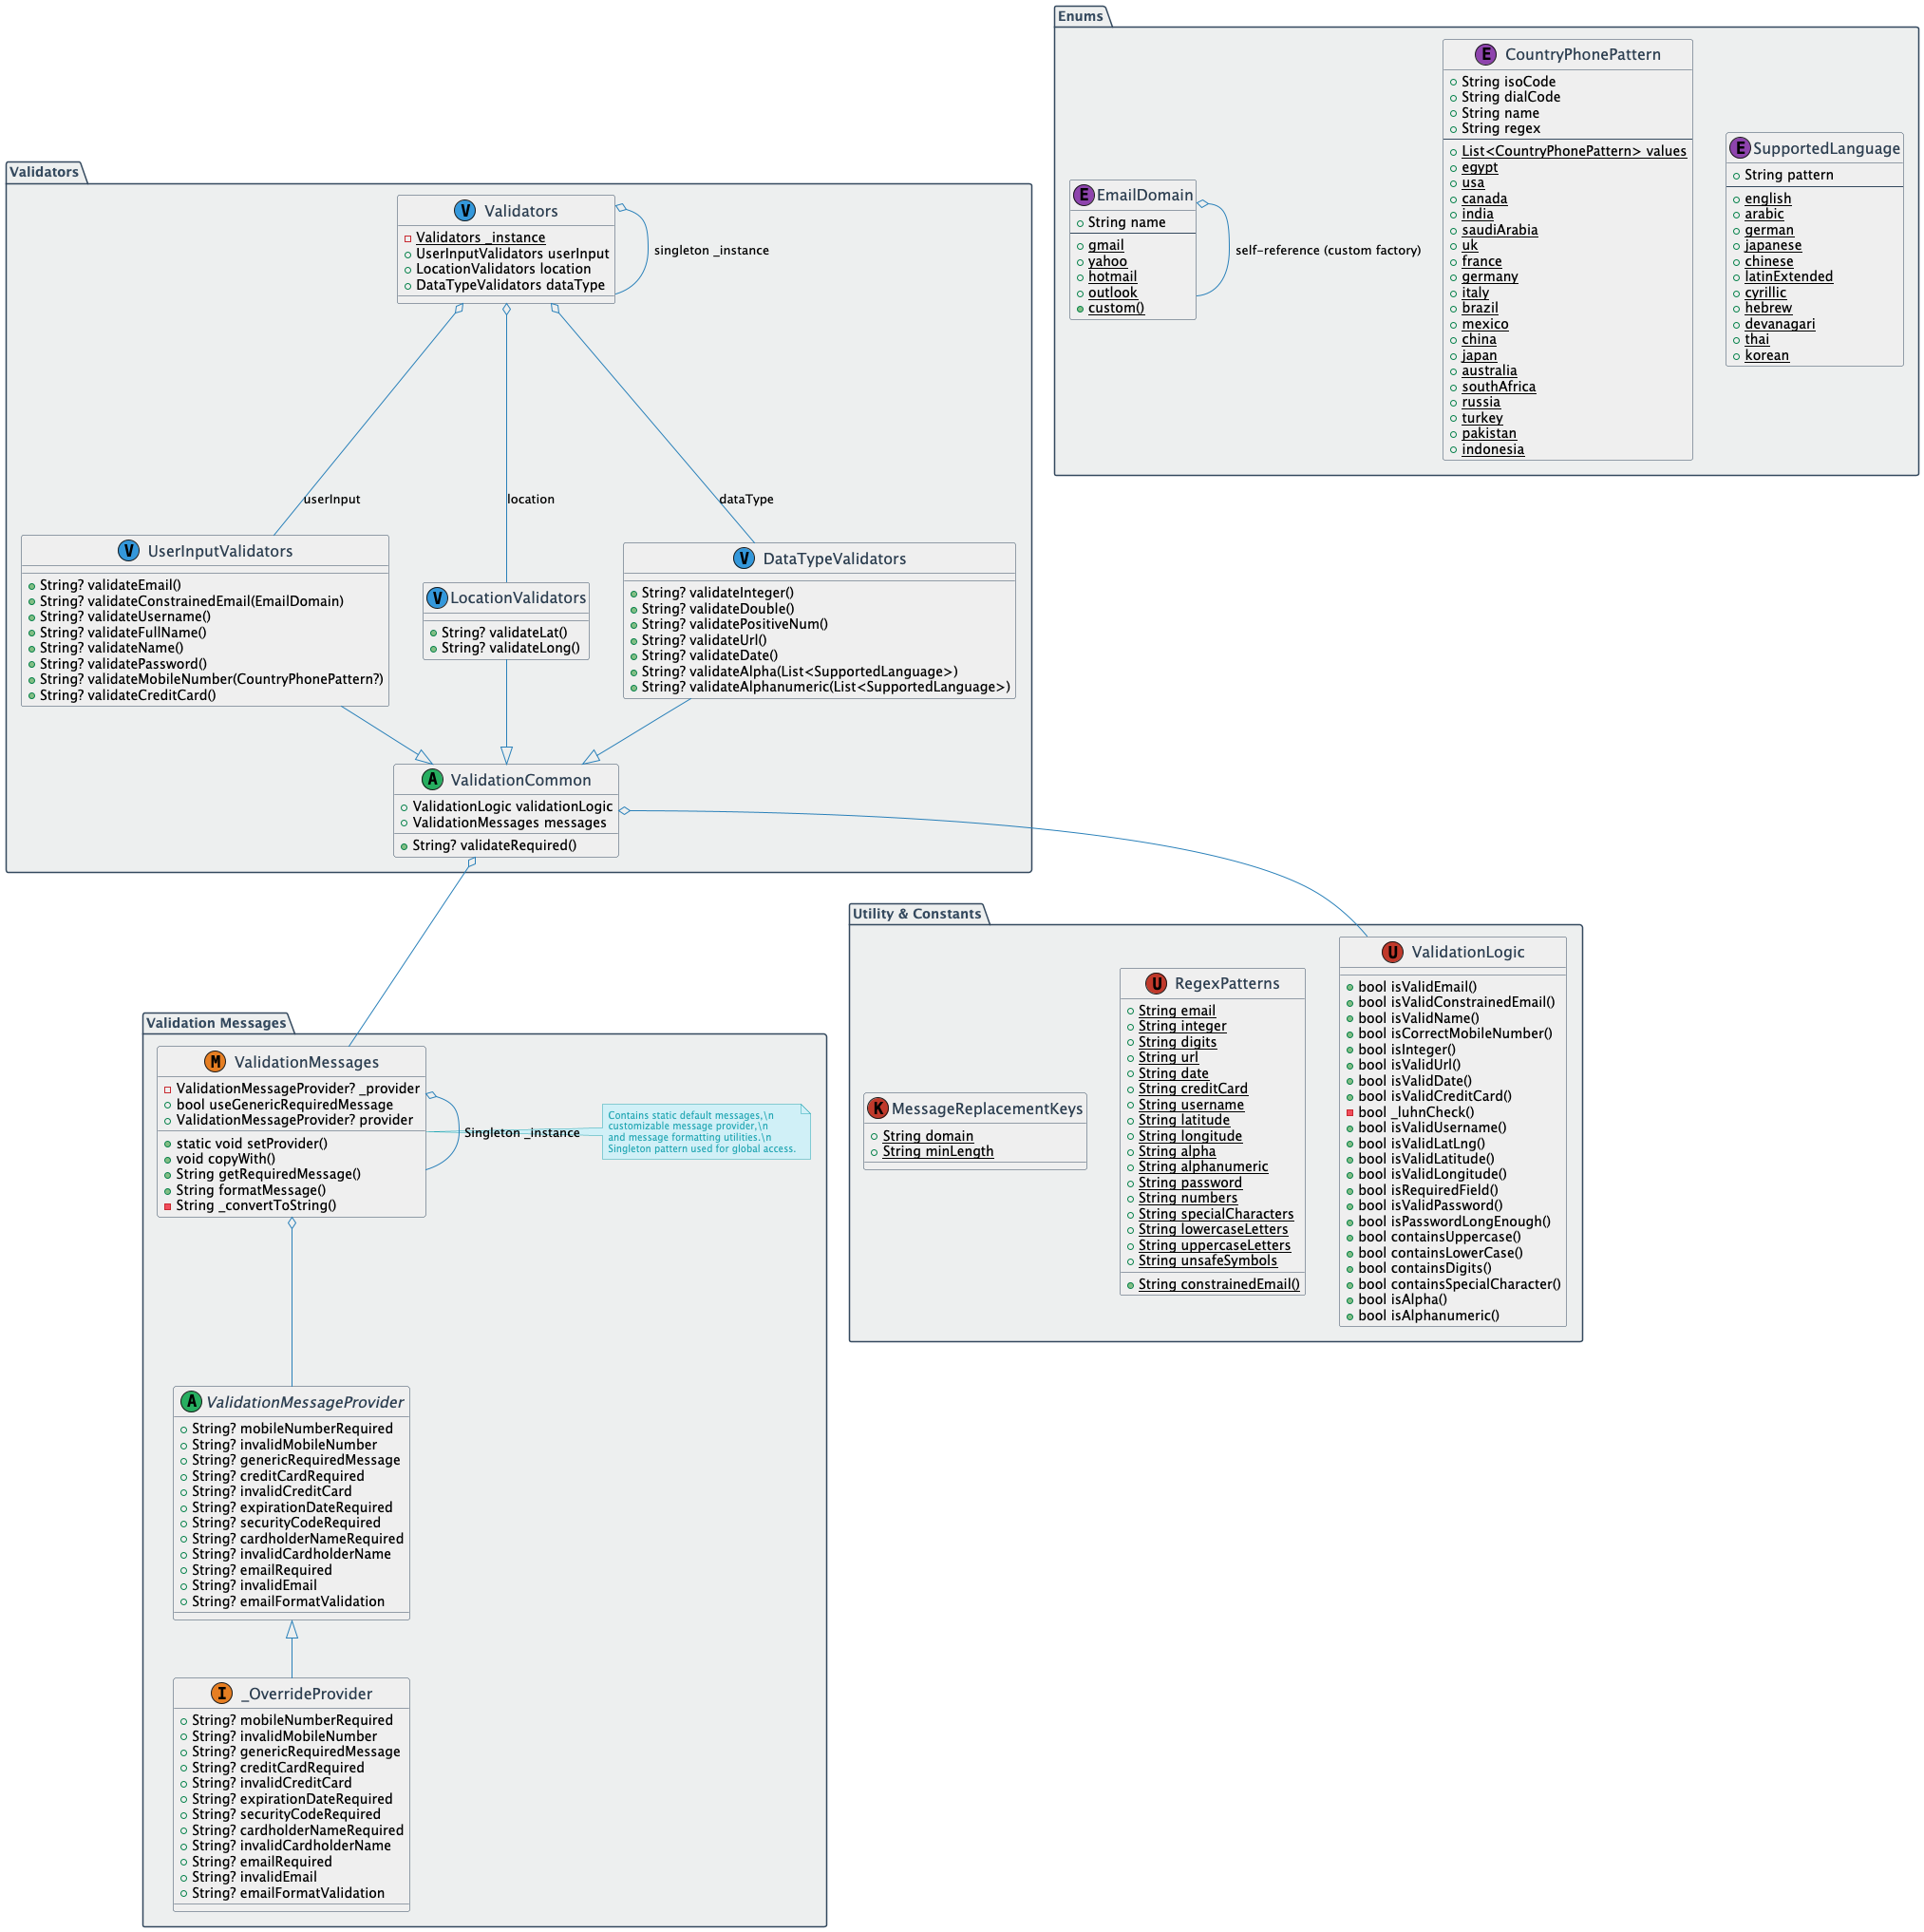 Enums
E CountryPhonePattern
String isoCode
String dialCode
String name
String regex
List<CountryPhonePattern> values
egypt
usa
canada
india
saudiArabia
uk
france
germany
italy
brazil
mexico
china
japan
australia
southAfrica
russia
turkey
pakistan
indonesia
E EmailDomain
String name
gmail
yahoo
hotmail
outlook
custom()
self-reference (custom factory)
E SupportedLanguage
String pattern
english
arabic
german
japanese
chinese
latinExtended
cyrillic
hebrew
devanagari
thai
korean
Validators
V Validators
Validators _instance
UserInputValidators userInput
LocationValidators location
DataTypeValidators dataType
singleton _instance
userInput
location
dataType
V UserInputValidators
String? validateEmail()
String? validateConstrainedEmail(EmailDomain)
String? validateUsername()
String? validateFullName()
String? validateName()
String? validatePassword()
String? validateMobileNumber(CountryPhonePattern?)
String? validateCreditCard()
V LocationValidators
String? validateLat()
String? validateLong()
V DataTypeValidators
String? validateInteger()
String? validateDouble()
String? validatePositiveNum()
String? validateUrl()
String? validateDate()
String? validateAlpha(List<SupportedLanguage>)
String? validateAlphanumeric(List<SupportedLanguage>)
A ValidationCommon
ValidationLogic validationLogic
ValidationMessages messages
String? validateRequired()
Utility & Constants
K MessageReplacementKeys
String domain
String minLength
U RegexPatterns
String email
String integer
String digits
String url
String date
String creditCard
String username
String latitude
String longitude
String alpha
String alphanumeric
String password
String numbers
String specialCharacters
String lowercaseLetters
String uppercaseLetters
String unsafeSymbols
String constrainedEmail()
U ValidationLogic
bool isValidEmail()
bool isValidConstrainedEmail()
bool isValidName()
bool isCorrectMobileNumber()
bool isInteger()
bool isValidUrl()
bool isValidDate()
bool isValidCreditCard()
bool _luhnCheck()
bool isValidUsername()
bool isValidLatLng()
bool isValidLatitude()
bool isValidLongitude()
bool isRequiredField()
bool isValidPassword()
bool isPasswordLongEnough()
bool containsUppercase()
bool containsLowerCase()
bool containsDigits()
bool containsSpecialCharacter()
bool isAlpha()
bool isAlphanumeric()
Validation Messages
M ValidationMessages
ValidationMessageProvider? _provider
bool useGenericRequiredMessage
ValidationMessageProvider? provider
static void setProvider()
void copyWith()
String getRequiredMessage()
String formatMessage()
String _convertToString()
Singleton _instance
Contains static default messages,\n
customizable message provider,\n
and message formatting utilities.\n
Singleton pattern used for global access.
A ValidationMessageProvider
String? mobileNumberRequired
String? invalidMobileNumber
String? genericRequiredMessage
String? creditCardRequired
String? invalidCreditCard
String? expirationDateRequired
String? securityCodeRequired
String? cardholderNameRequired
String? invalidCardholderName
String? emailRequired
String? invalidEmail
String? emailFormatValidation
I _OverrideProvider
String? mobileNumberRequired
String? invalidMobileNumber
String? genericRequiredMessage
String? creditCardRequired
String? invalidCreditCard
String? expirationDateRequired
String? securityCodeRequired
String? cardholderNameRequired
String? invalidCardholderName
String? emailRequired
String? invalidEmail
String? emailFormatValidation